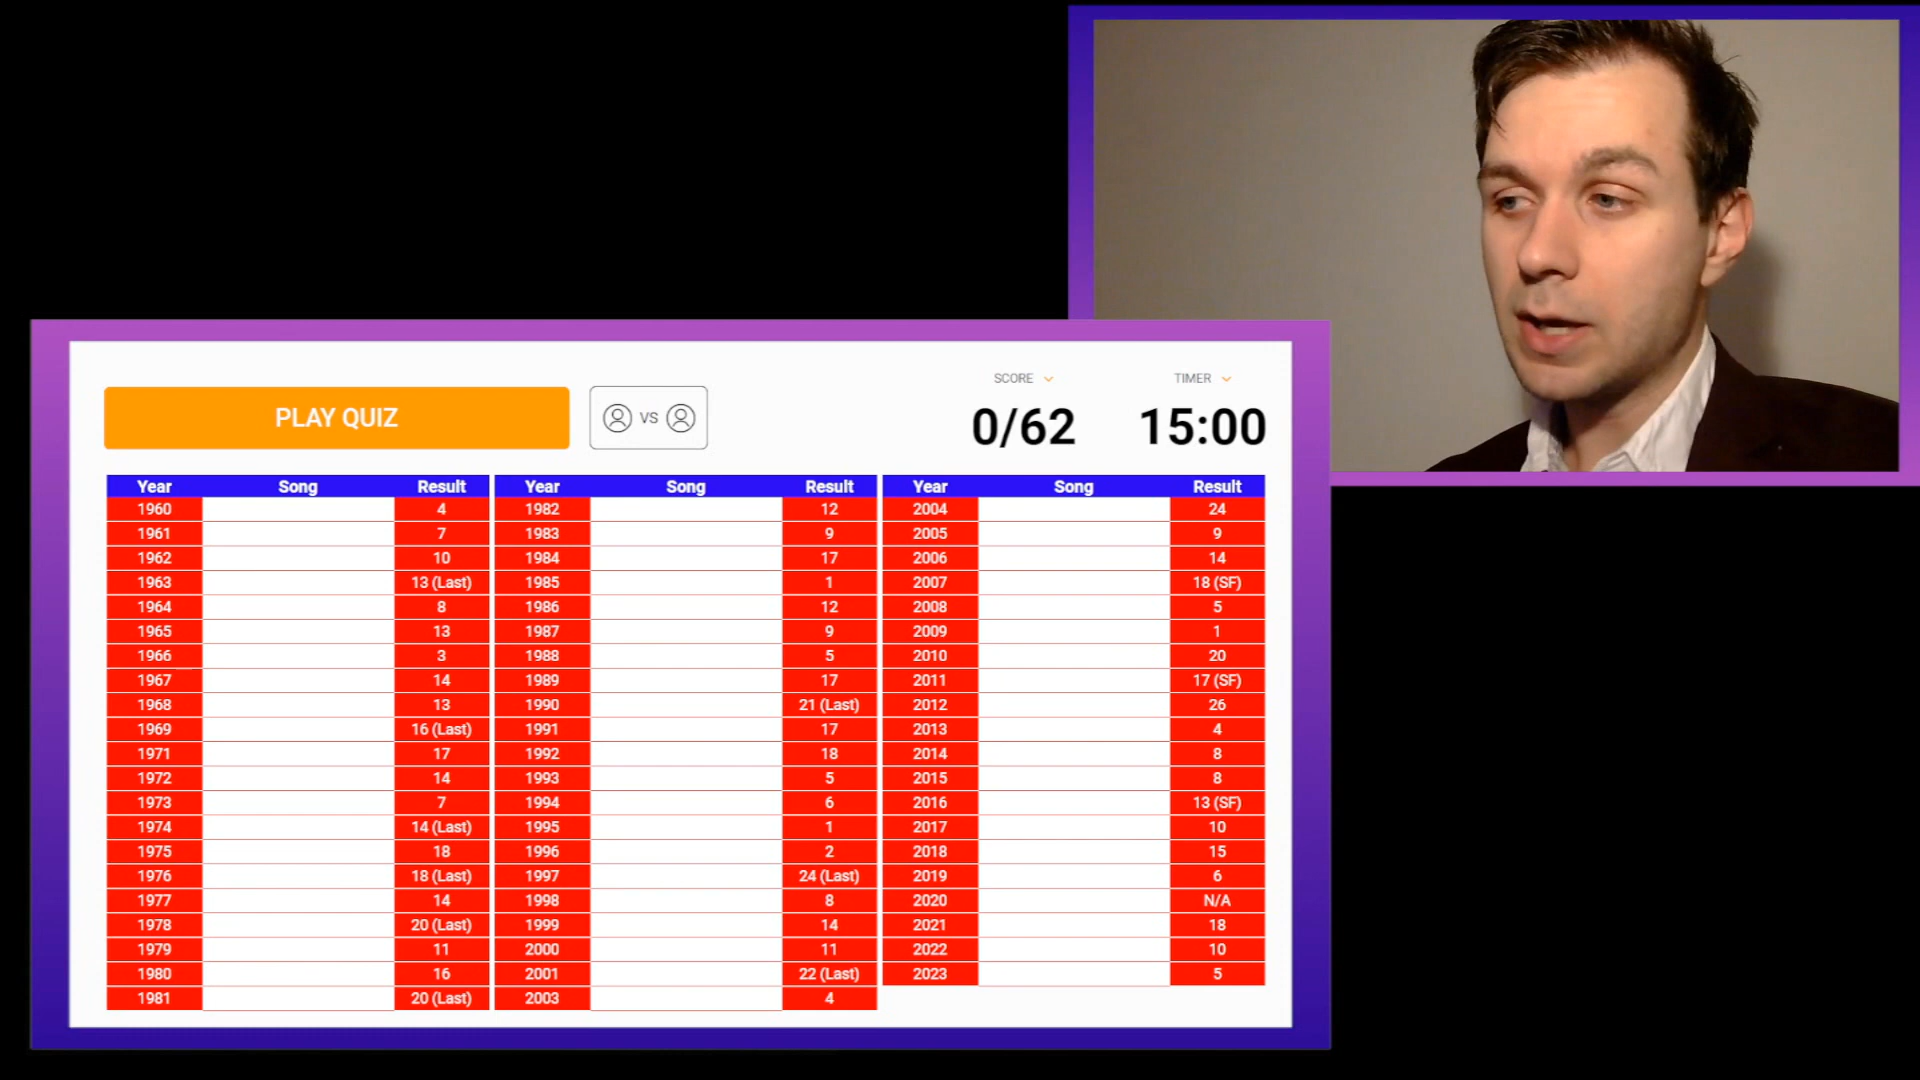 SCORE TIMER
PLAY QUIZ VS 0/62 15:00
Year Song Result Year Song Result Year Song Result
1960 4 1982 12 2004 24
1961 7 1983 9 2005 9
1962 10 1984 17 2006 14
1963 13 (Last) 1985 1 2007 18 (SF)
1964 8 1986 12 2008 5
1965 13 1987 9 2009 1
1966 3 1988 5 2010 20
1967 14 1989 17 2011 17 (SF)
1968 13 1990 21 (Last) 2012 26
1969 16 (Last) 1991 17 2013 4
1971 17 1992 18 2014 8
1972 14 1993 5 2015 8
1973 7 1994 6 2016 13 (SF)
1974 14 (Last) 1995 1 2017 10
1975 18 1996 2 2018 15
1976 18 (Last) 1997 24 (Last) 2019 6
1977 14 1998 8 2020 N/A
1978 20 (Last) 1999 14 2021 18
1979 11 2000 11 2022 10
1980 16 2001 22 (Last) 2023 5
1981 20 (Last) 2003 4